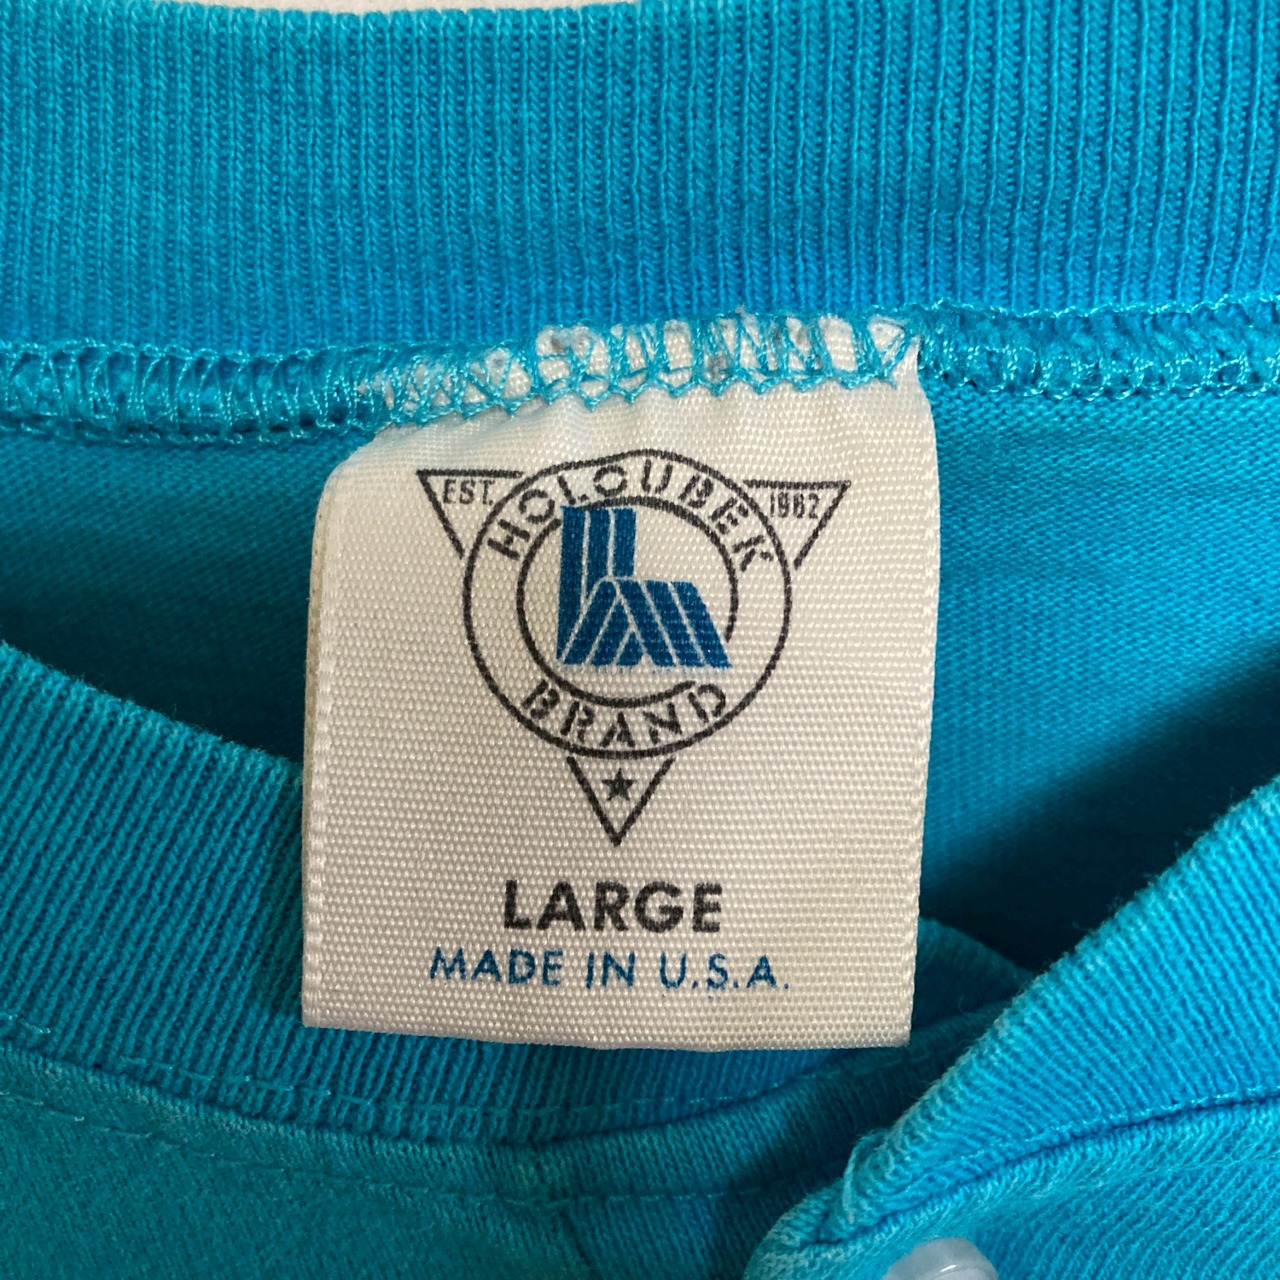 EST. HOLOUBEK 1962
BRAND
LARGE
MADE IN U.S.A.